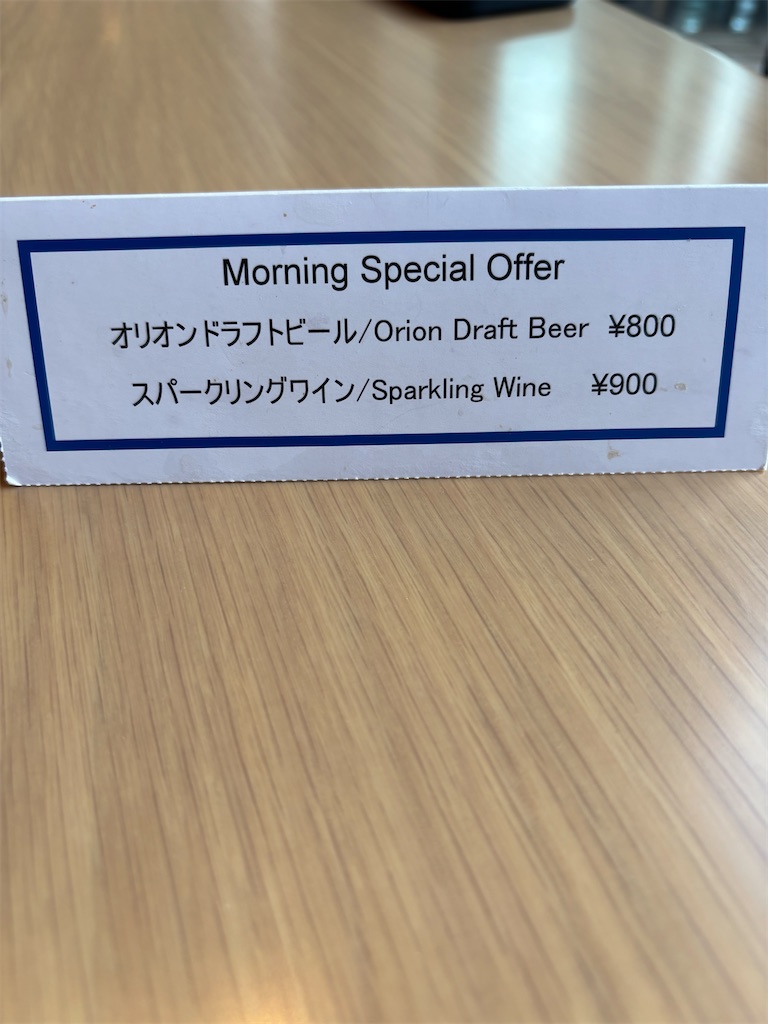 Morning Special Offer
オリオンドラフトビール/Orion Draft Beer ¥800
スパークリングワイン/Sparkling Wine ¥900